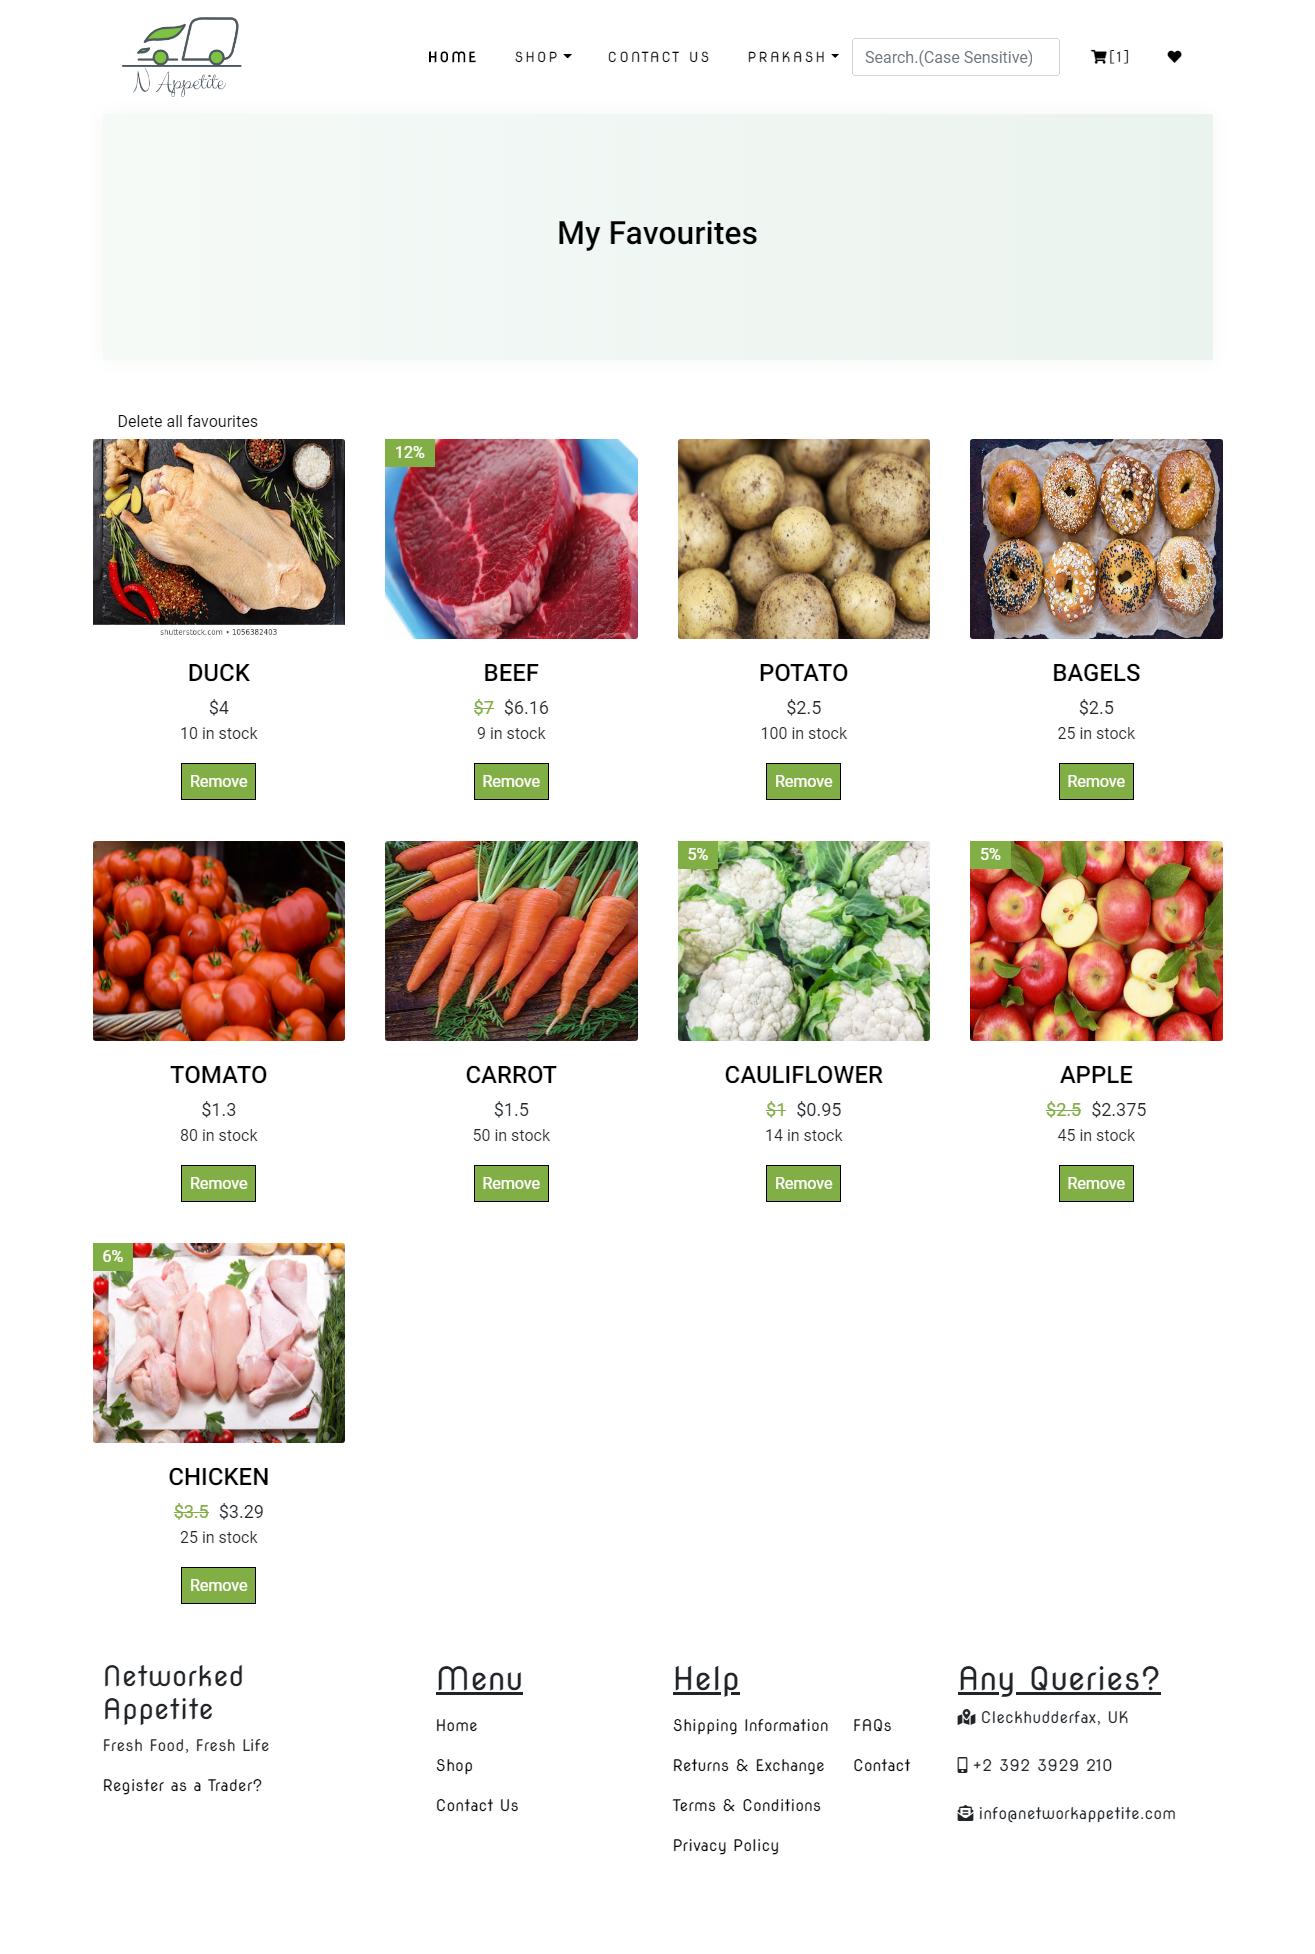 N Appetite
HOME SHOP CONTACT US PRAKASH Search.(Case Sensitive) [1]
My Favourites
Delete all favourites
shutterstock.com • 1056382403
12%
DUCK BEEF POTATO BAGELS
$4 $7 $6.16 $2.5 $2.5
10 in stock 9 in stock 100 in stock 25 in stock
Remove Remove Remove Remove
5% 5%
TOMATO CARROT CAULIFLOWER APPLE
$1.3 $1.5 $1 $0.95 $2.5 $2.375
80 in stock 50 in stock 14 in stock 45 in stock
Remove Remove Remove Remove
6%
CHICKEN
$3.5 $3.29
25 in stock
Remove
Networked
Appetite
Fresh Food, Fresh Life
Register as a Trader?
Menu
Home
Shop
Contact Us
Help
Shipping Information
Returns & Exchange
Terms & Conditions
Privacy Policy
FAQs
Contact
Any Queries?
Cleckhudderfax, UK
+2 392 3929 210
info@networkappetite.com